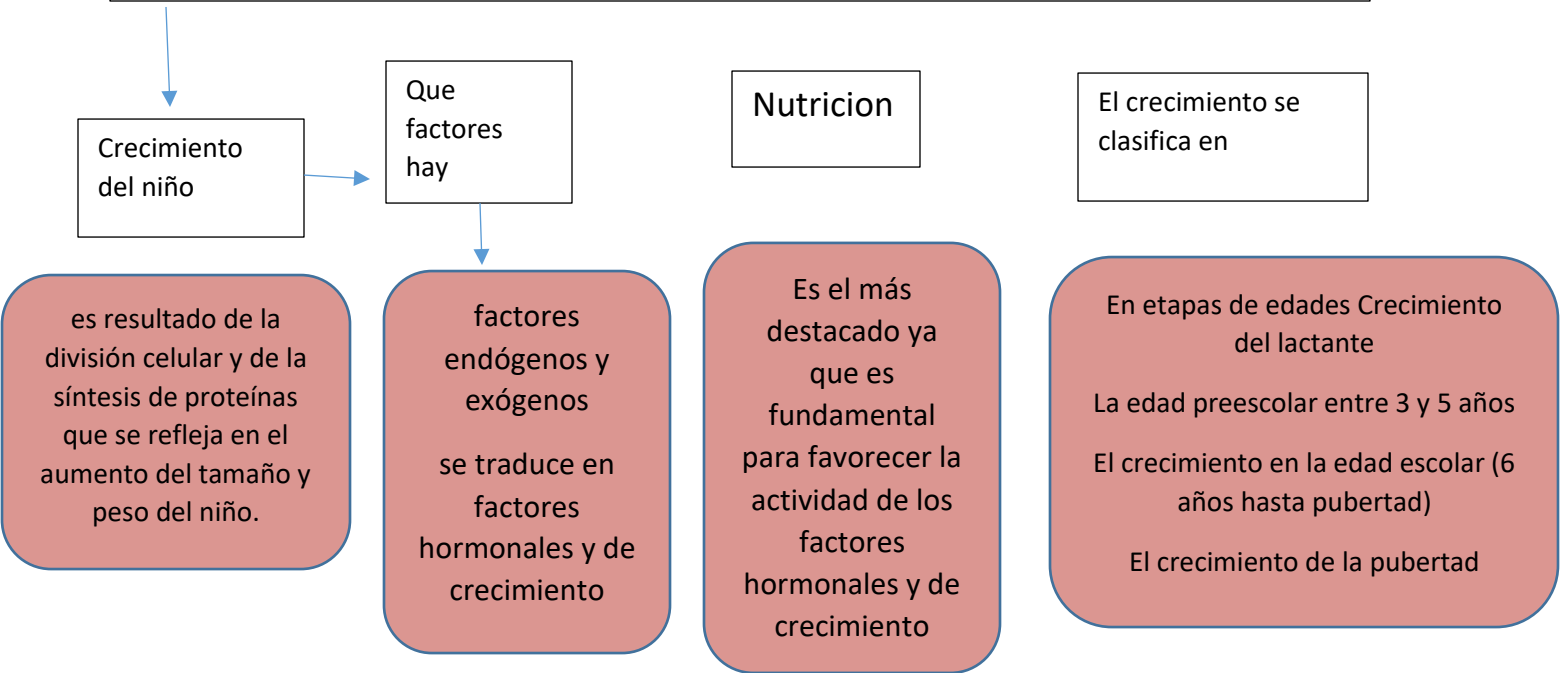 Crecimiento
del niño
Que
factores
hay
Nutricion
El crecimiento se
clasifica en
es resultado de la
división celular y de la
síntesis de proteínas
que se refleja en el
aumento del tamaño y
peso del niño.
factores
endógenos y
exógenos
se traduce en
factores
hormonales y de
crecimiento
Es el más
destacado ya
que es
fundamental
para favorecer la
actividad de los
factores
hormonales y de
crecimiento
En etapas de edades Crecimiento
del lactante
La edad preescolar entre 3 y 5 años
El crecimiento en la edad escolar (6
años hasta pubertad)
El crecimiento de la pubertad